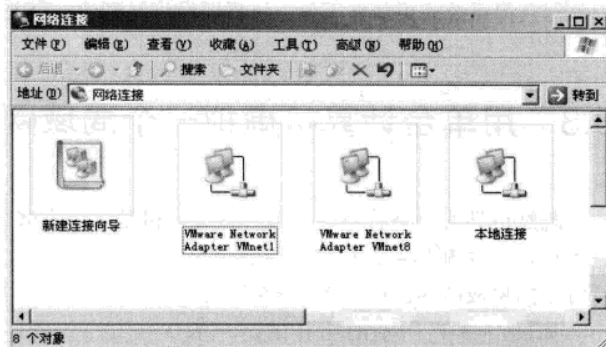 网络连接
文件(F) 编辑(E) 查看(V) 收藏(A) 工具(T) 高级(N) 帮助(H)
后退 搜索 文件夹
地址(D) 网络连接 转到
新建连接向导
VMware Network
Adapter VMnet1
VMware Network
Adapter VMnet8
本地连接
8 个对象